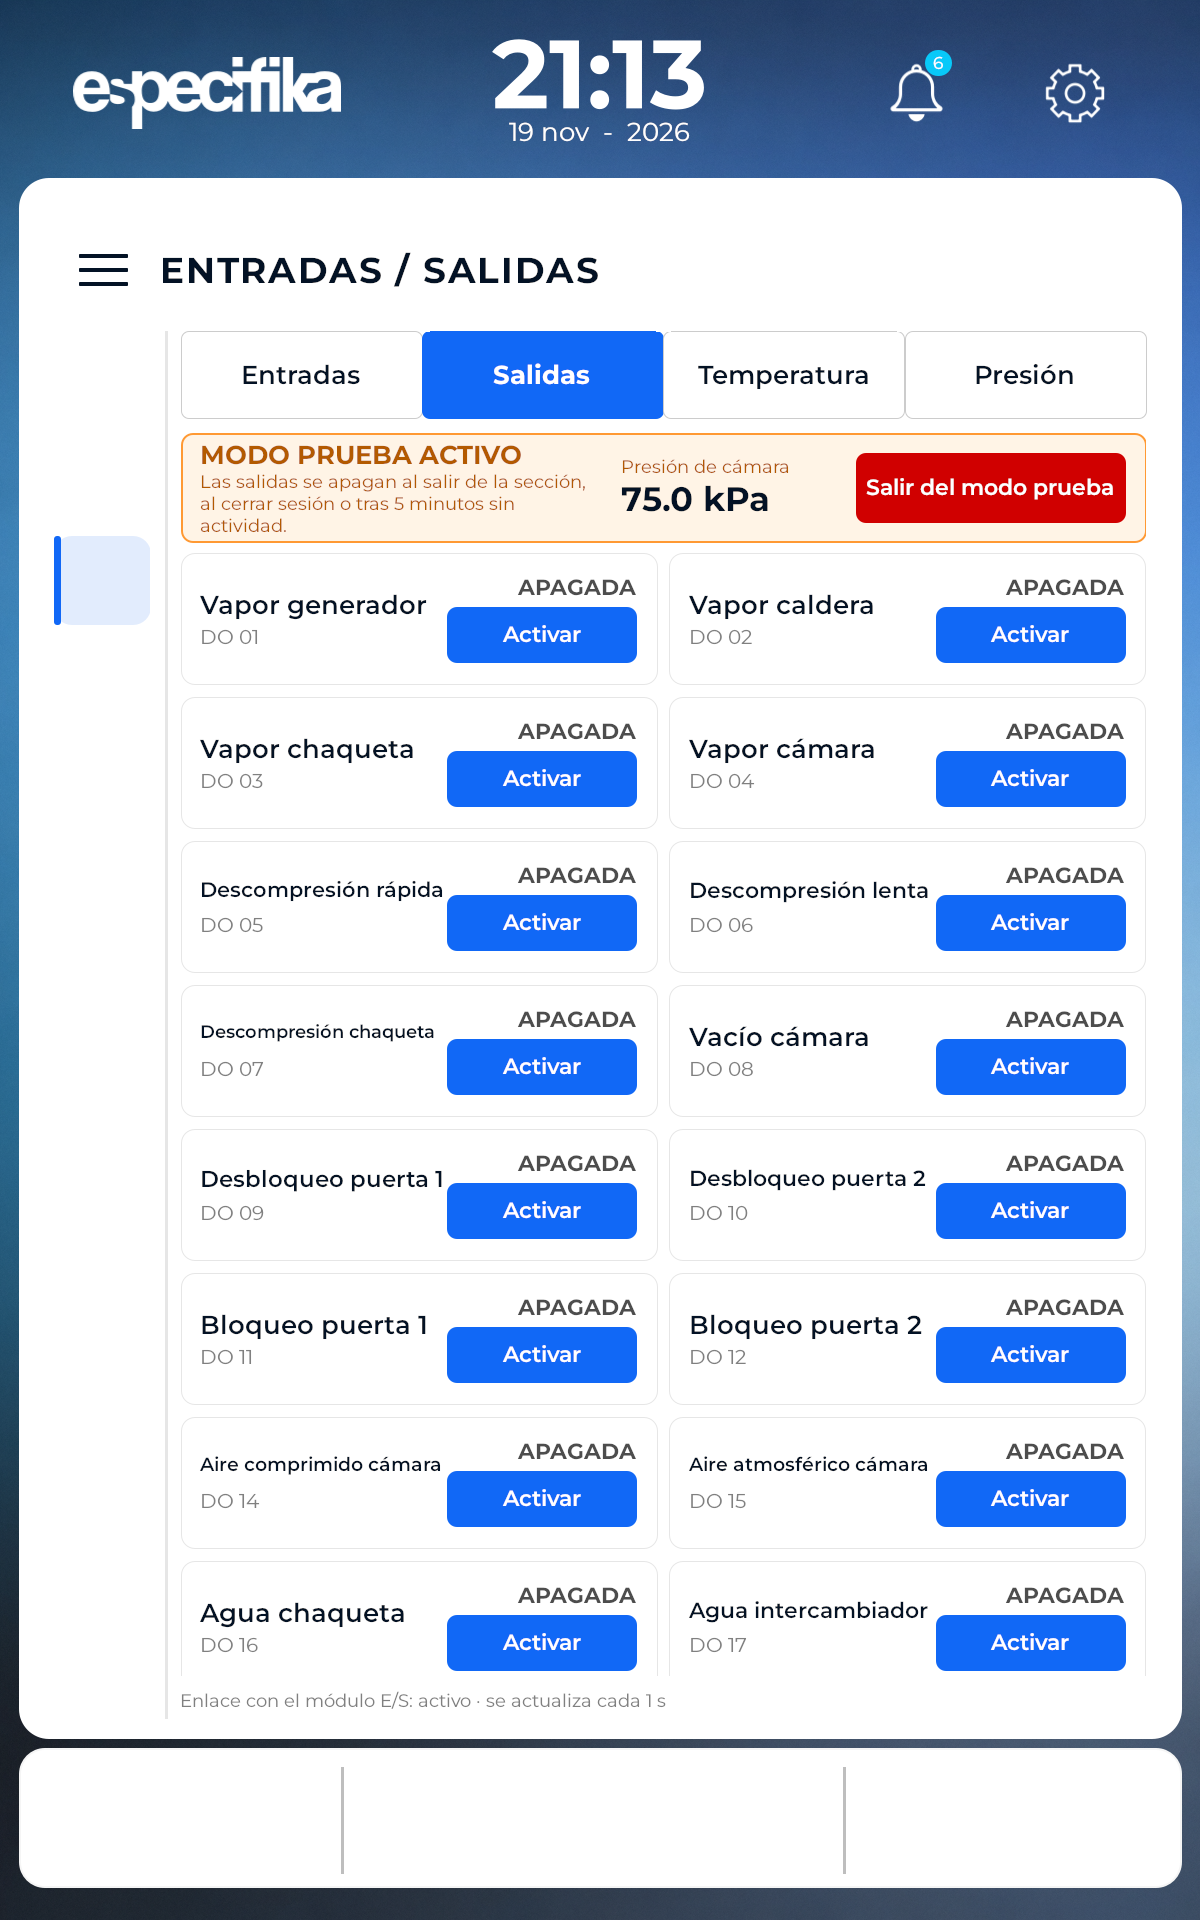 especifika
21:13
19 nov - 2026
6
ENTRADAS / SALIDAS
Entradas
Salidas
Temperatura
Presión
MODO PRUEBA ACTIVO
Las salidas se apagan al salir de la sección,
al cerrar sesión o tras 5 minutos sin
actividad.
Presión de cámara
75.0 kPa
Salir del modo prueba
Vapor generador
DO 01
APAGADA
Activar
Vapor caldera
DO 02
APAGADA
Activar
Vapor chaqueta
DO 03
APAGADA
Activar
Vapor cámara
DO 04
APAGADA
Activar
Descompresión rápida
DO 05
APAGADA
Activar
Descompresión lenta
DO 06
APAGADA
Activar
Descompresión chaqueta
DO 07
APAGADA
Activar
Vacío cámara
DO 08
APAGADA
Activar
Desbloqueo puerta 1
DO 09
APAGADA
Activar
Desbloqueo puerta 2
DO 10
APAGADA
Activar
Bloqueo puerta 1
DO 11
APAGADA
Activar
Bloqueo puerta 2
DO 12
APAGADA
Activar
Aire comprimido cámara
DO 14
APAGADA
Activar
Aire atmosférico cámara
DO 15
APAGADA
Activar
Agua chaqueta
DO 16
APAGADA
Activar
Agua intercambiador
DO 17
APAGADA
Activar
Enlace con el módulo E/S: activo · se actualiza cada 1 s